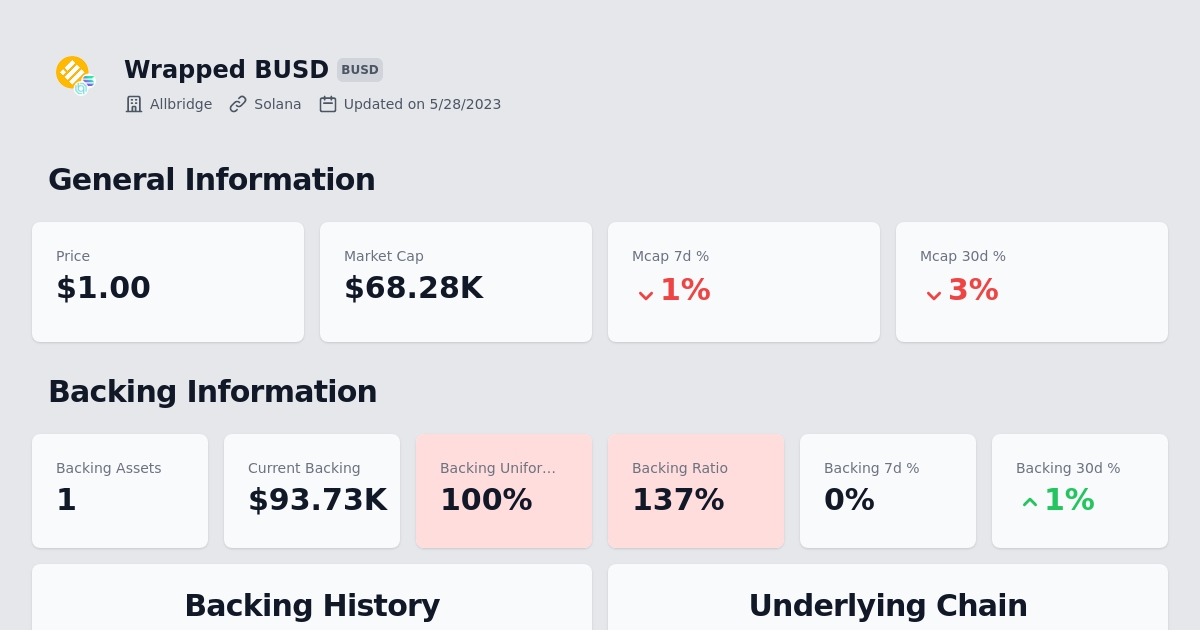 Wrapped BUSD BUSD
Allbridge Solana Updated on 5/28/2023
General Information
Price
$1.00
Market Cap
$68.28K
Mcap 7d %
1%
Mcap 30d %
3%
Backing Information
Backing Assets
1
Current Backing
$93.73K
Backing Unifor...
100%
Backing Ratio
137%
Backing 7d %
0%
Backing 30d %
1%
Backing History
Underlying Chain